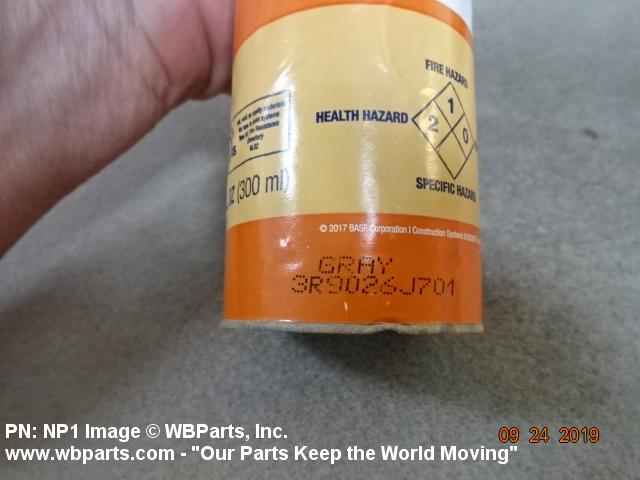 FIRE HAZARD
1
HEALTH HAZARD 2 0
SPECIFIC HAZARD
Directory
(300 ml)
© 2017 BASF Corporation | Construction Systems
GRAY
3R9026J701
PN: NP1 Image © WBParts, Inc.
09 24 2019
www.wbparts.com - "Our Parts Keep the World Moving"